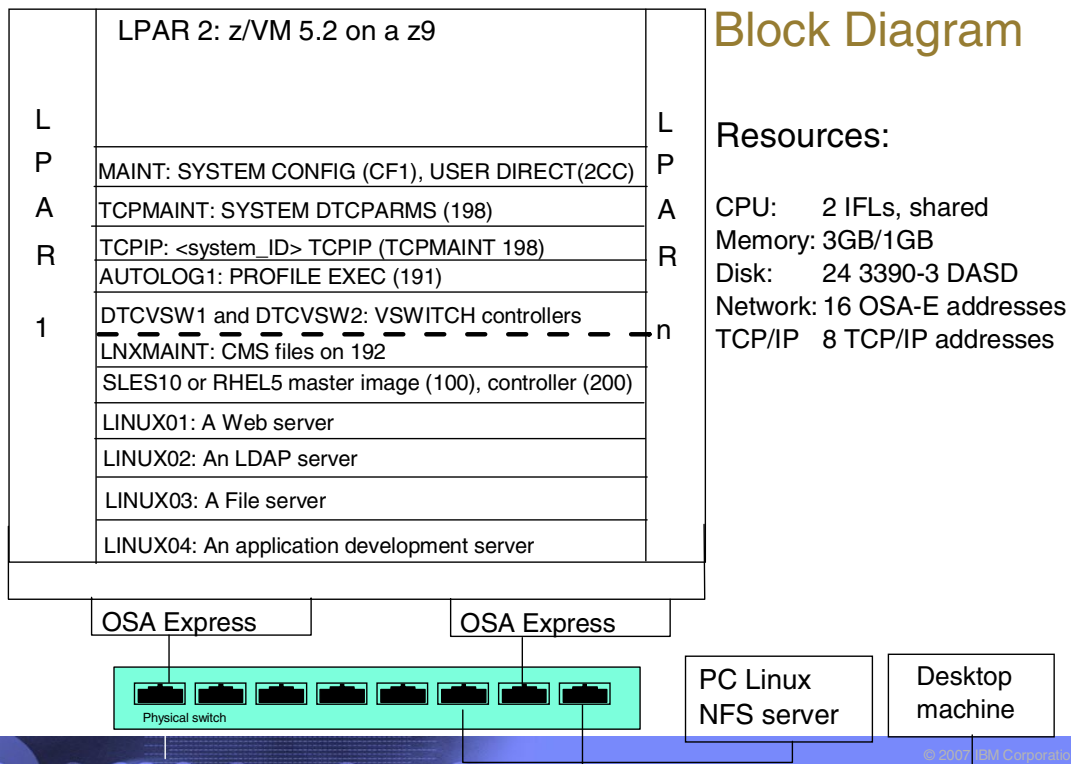 Block Diagram
LPAR 2: z/VM 5.2 on a z9
L
P
A
R
1
MAINT: SYSTEM CONFIG (CF1), USER DIRECT(2CC)
TCPMAINT: SYSTEM DTCPARMS (198)
TCPIP: <system_ID> TCPIP (TCPMAINT 198)
AUTOLOG1: PROFILE EXEC (191)
DTCVSW1 and DTCVSW2: VSWITCH controllers
LNXMAINT: CMS files on 192
SLES10 or RHEL5 master image (100), controller (200)
LINUX01: A Web server
LINUX02: An LDAP server
LINUX03: A File server
LINUX04: An application development server
L
P
A
R
n
Resources:
CPU: 2 IFLs, shared
Memory: 3GB/1GB
Disk: 24 3390-3 DASD
Network: 16 OSA-E addresses
TCP/IP 8 TCP/IP addresses
OSA Express
OSA Express
Physical switch
PC Linux
NFS server
Desktop
machine
© 2007 IBM Corporatio